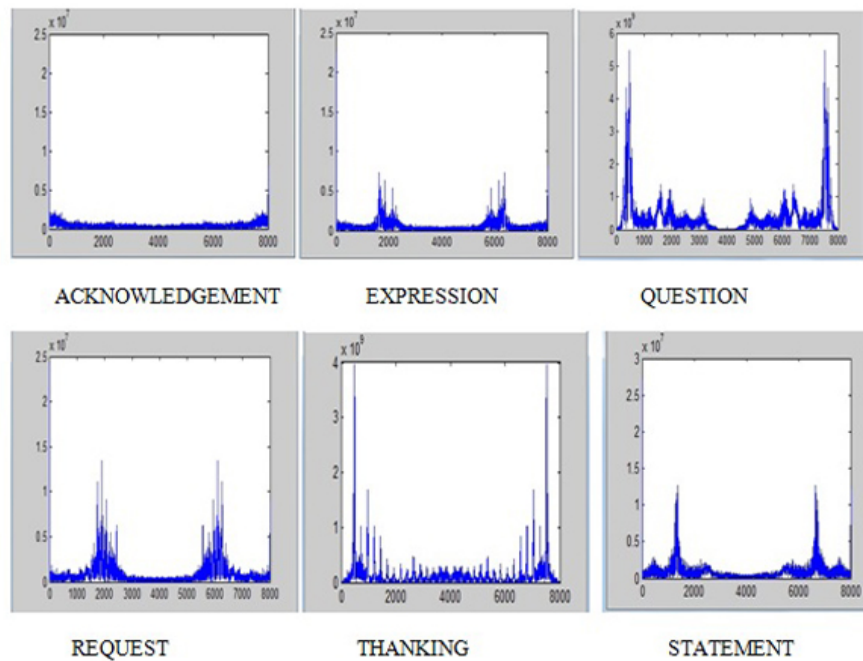 x 10^7 x 10^7 x 10^9
2.5 2.5 6
5
2 2
4
1.5 1.5
3
1 1
2
0.5 0.5
1
0 0 0
0 2000 4000 6000 8000 0 2000 4000 6000 8000 0 1000 2000 3000 4000 5000 6000 7000 8000
ACKNOWLEDGEMENT EXPRESSION QUESTION
x 10^7 x 10^9 x 10^7
2.5 4 3
2.5
2 3
2
1.5
2 1.5
1
1
0.5 1
0.5
0 0 0
0 1000 2000 3000 4000 5000 6000 7000 8000 0 2000 4000 6000 8000 0 2000 4000 6000 8000
REQUEST THANKING STATEMENT